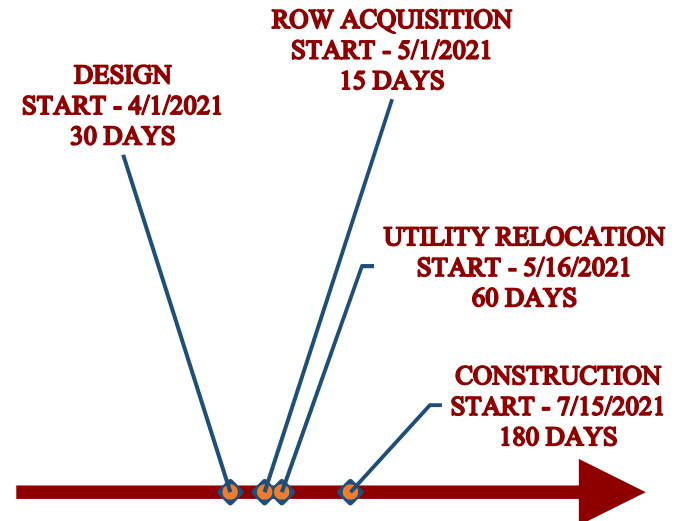 DESIGN
START - 4/1/2021
30 DAYS
ROW ACQUISITION
START - 5/1/2021
15 DAYS
UTILITY RELOCATION
START - 5/16/2021
60 DAYS
CONSTRUCTION
START - 7/15/2021
180 DAYS